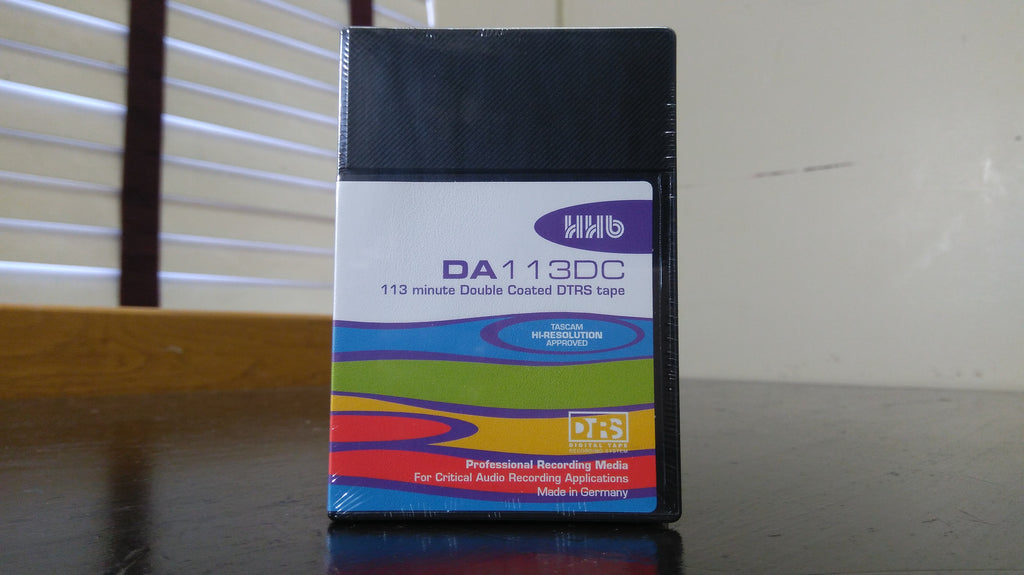 HHb
DA113DC
113 minute Double Coated DTRS tape
TASCAM
HI-RESOLUTION
APPROVED
DTRS
DIGITAL TAPE
RECORDING SYSTEM
Professional Recording Media
For Critical Audio Recording Applications
Made in Germany